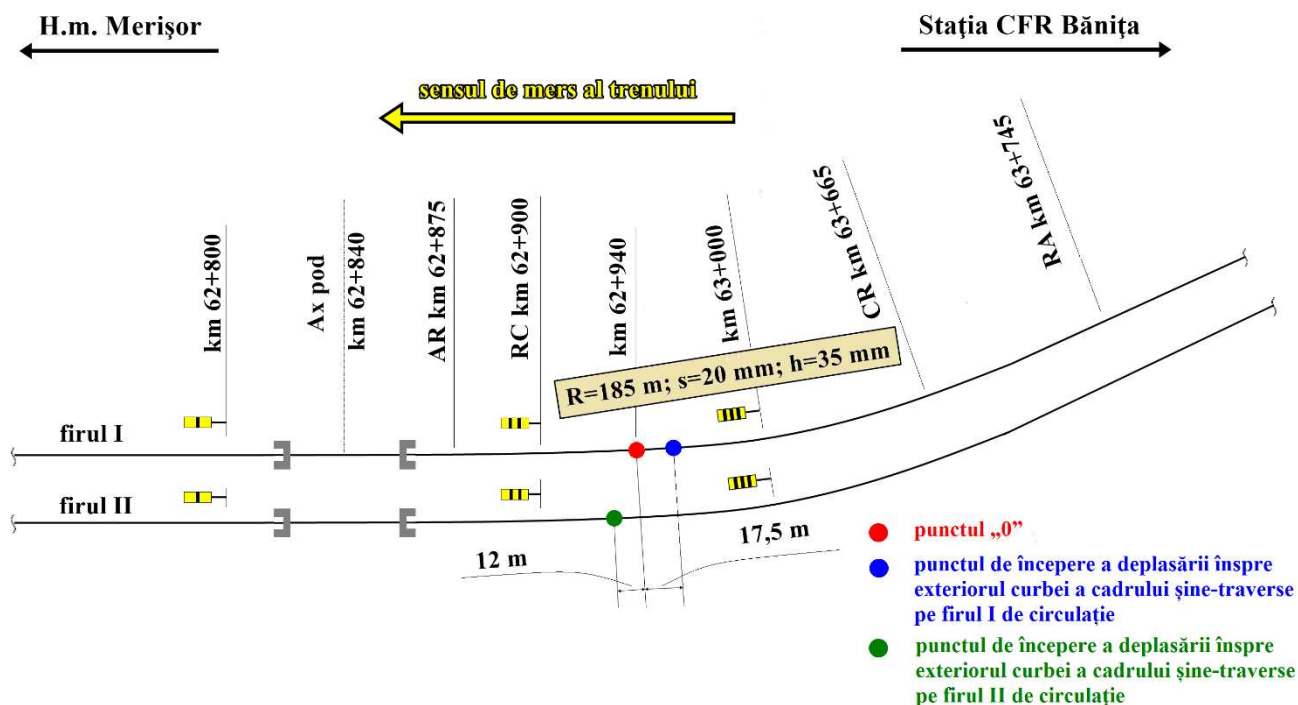 H.m. Merişor
Staţia CFR Băniţa
sensul de mers al trenului
km 62+800
Ax pod
km 62+840
AR km 62+875
RC km 62+900
km 62+940
km 63+000
CR km 63+665
RA km 63+745
R=185 m; s=20 mm; h=35 mm
firul I
firul II
12 m
17,5 m
punctul „0”
punctul de începere a deplasării înspre
exteriorul curbei a cadrului șine-traverse
pe firul I de circulaţie
punctul de începere a deplasării înspre
exteriorul curbei a cadrului șine-traverse
pe firul II de circulaţie